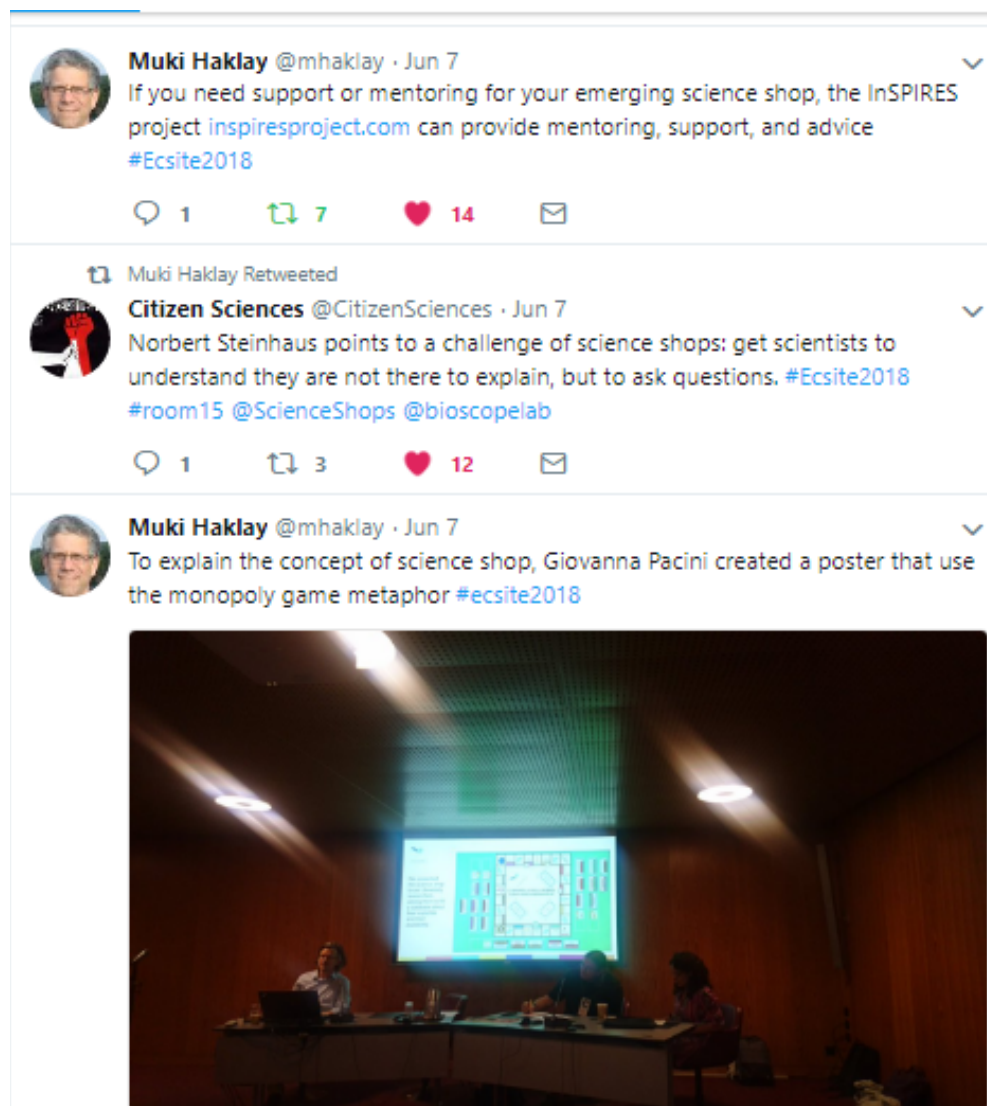 Muki Haklay @mhaklay · Jun 7
If you need support or mentoring for your emerging science shop, the InSPIRES
project inspiresproject.com can provide mentoring, support, and advice
#Ecsite2018
1 7 14
Muki Haklay Retweeted
Citizen Sciences @CitizenSciences · Jun 7
Norbert Steinhaus points to a challenge of science shops: get scientists to
understand they are not there to explain, but to ask questions. #Ecsite2018
#room15 @ScienceShops @bioscopelab
1 3 12
Muki Haklay @mhaklay · Jun 7
To explain the concept of science shop, Giovanna Pacini created a poster that use
the monopoly game metaphor #ecsite2018